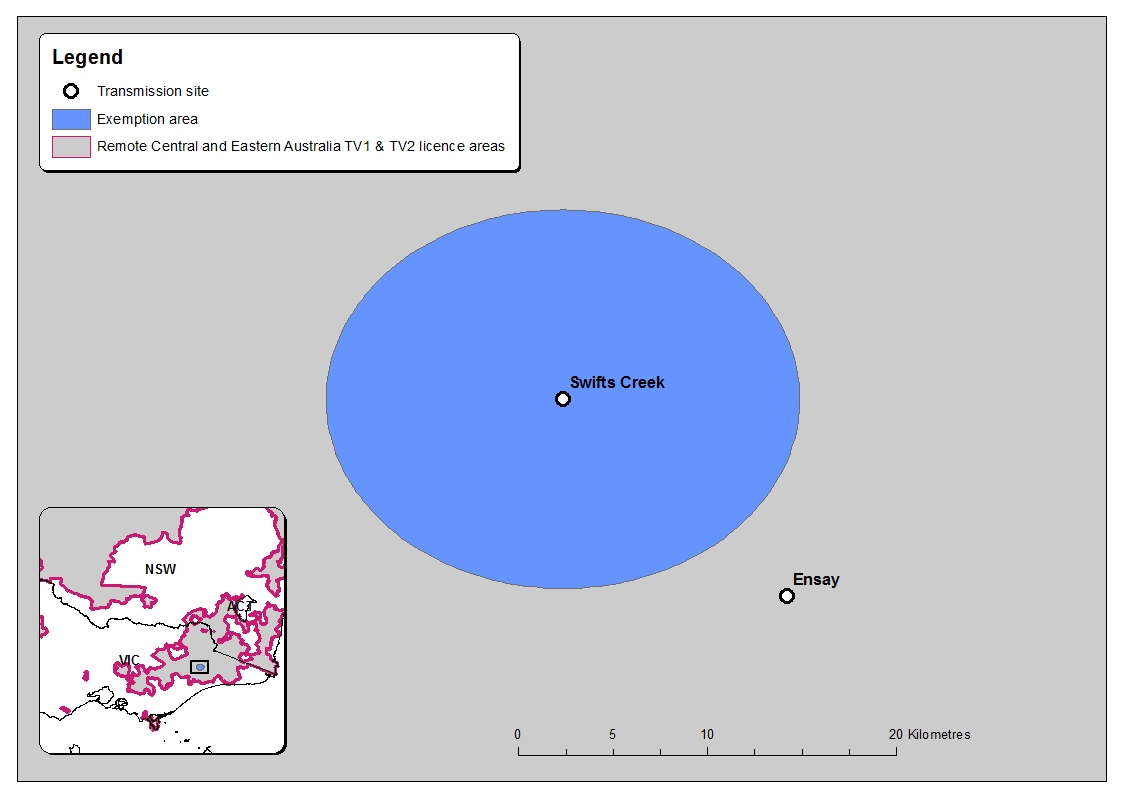 Legend
Transmission site
Exemption area
Remote Central and Eastern Australia TV1 & TV2 licence areas
Swifts Creek
Ensay
NSW
ACT
VIC
0 5 10 20 Kilometres